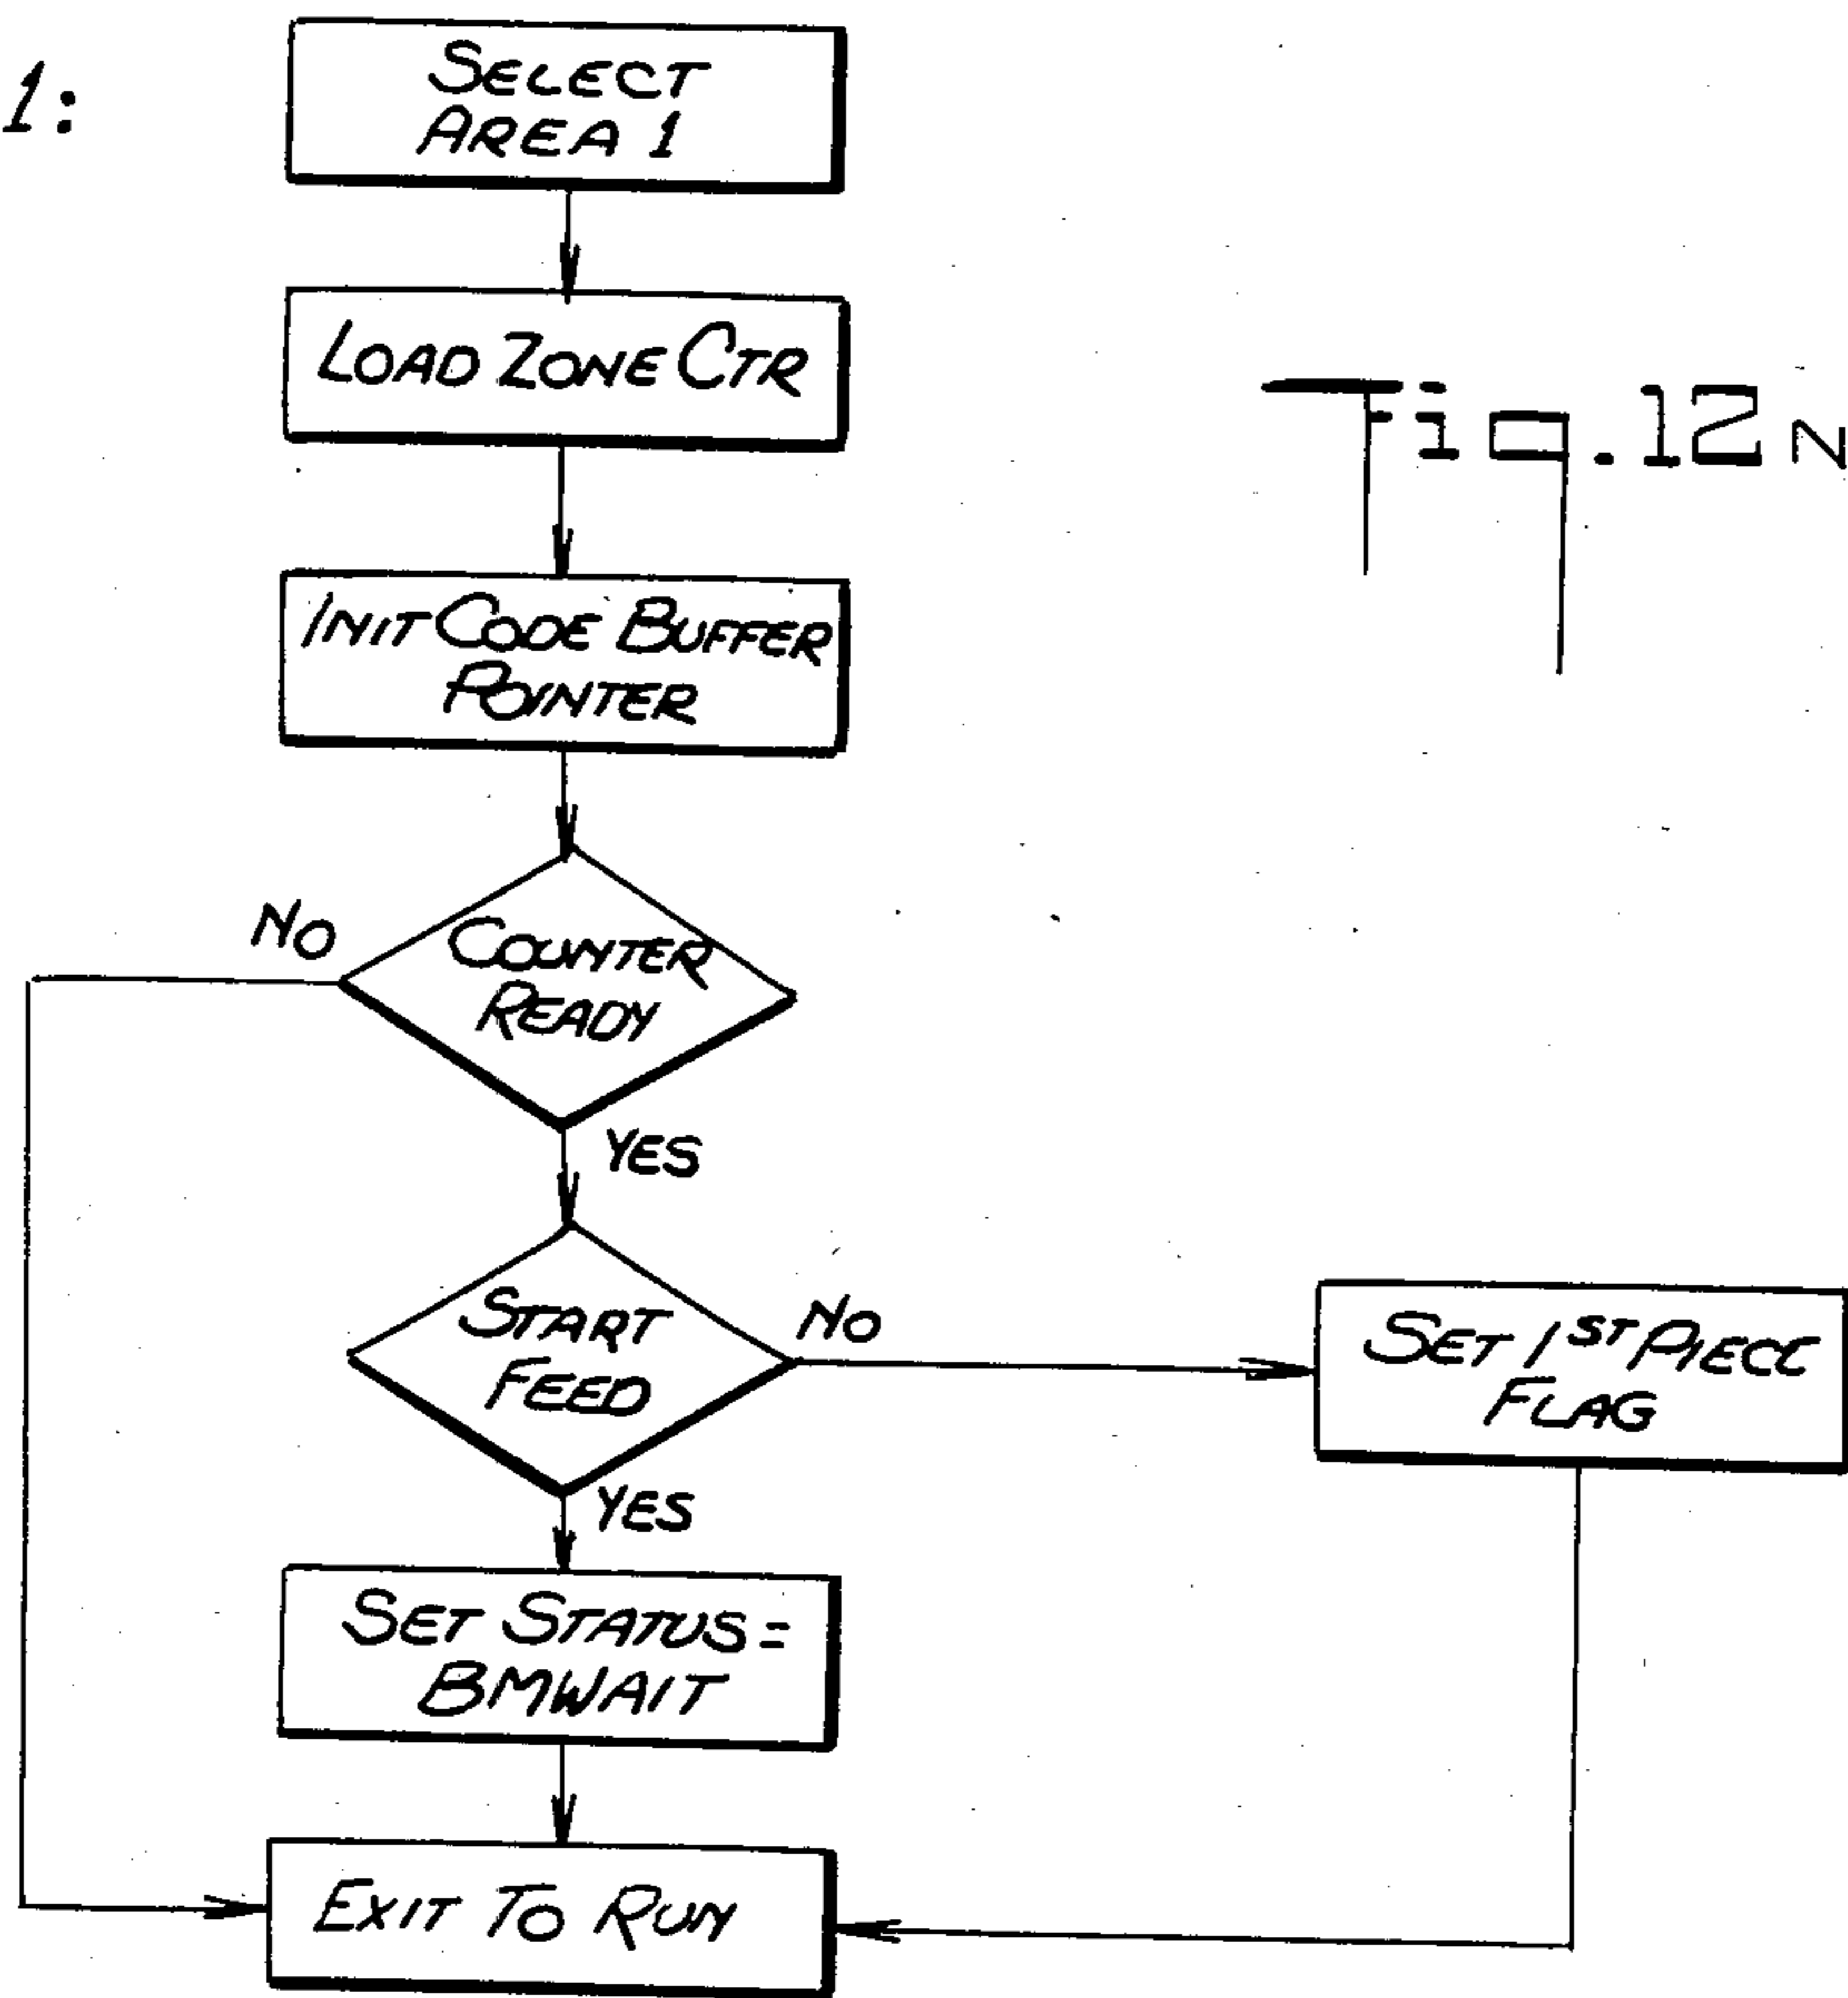 1:
SELECT
AREA 1
LOAD ZONE CTR
Fig.12N
INIT CODE BUFFER
POINTER
NO
COUNTER
READY
YES
START
FEED
NO
SET 1ST PIECE
FLAG
YES
SET STATUS=
BMWAIT
EXIT TO RUN